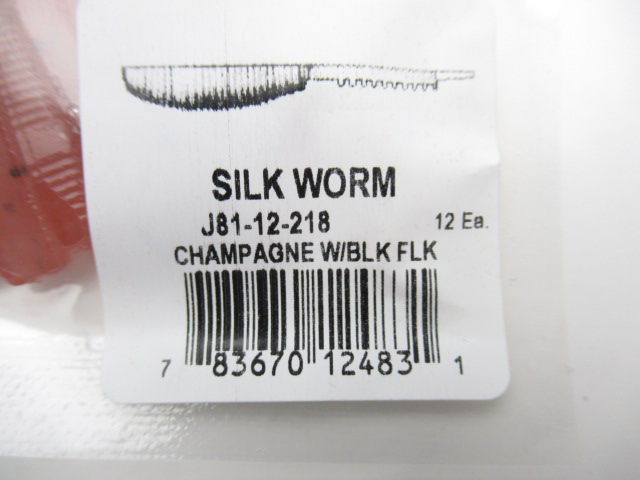 SILK WORM
J81-12-218 12 Ea.
CHAMPAGNE W/BLK FLK
7 83670 12483 1